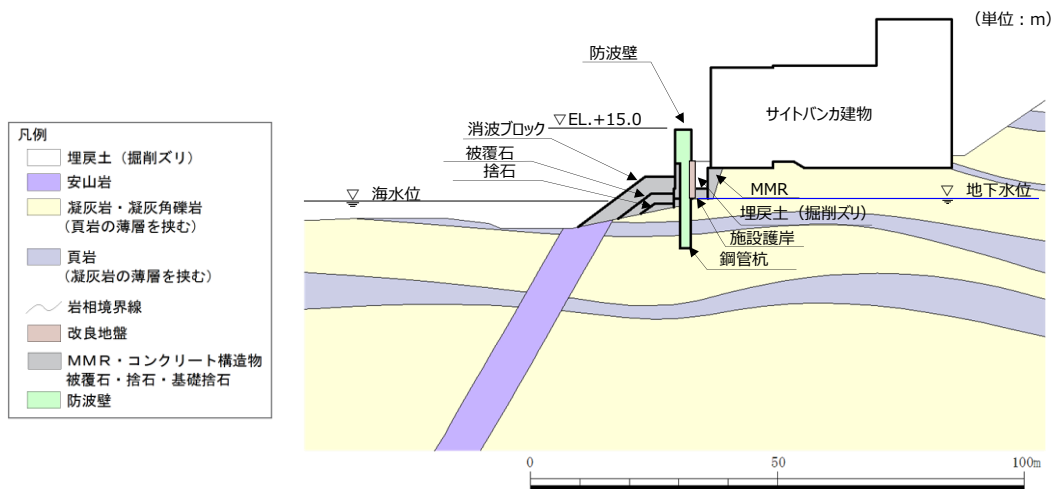 (単位:m)
防波壁
▽EL.+15.0
サイトバンカ建物
消波ブロック
被覆石
捨石
▽ 海水位
MMR
▽ 地下水位
埋戻土(掘削ズリ)
施設護岸
鋼管杭
凡例
埋戻土(掘削ズリ)
安山岩
凝灰岩・凝灰角礫岩
(頁岩の薄層を挟む)
頁岩
(凝灰岩の薄層を挟む)
岩相境界線
改良地盤
MMR・コンクリート構造物
被覆石・捨石・基礎捨石
防波壁
0
50
100m